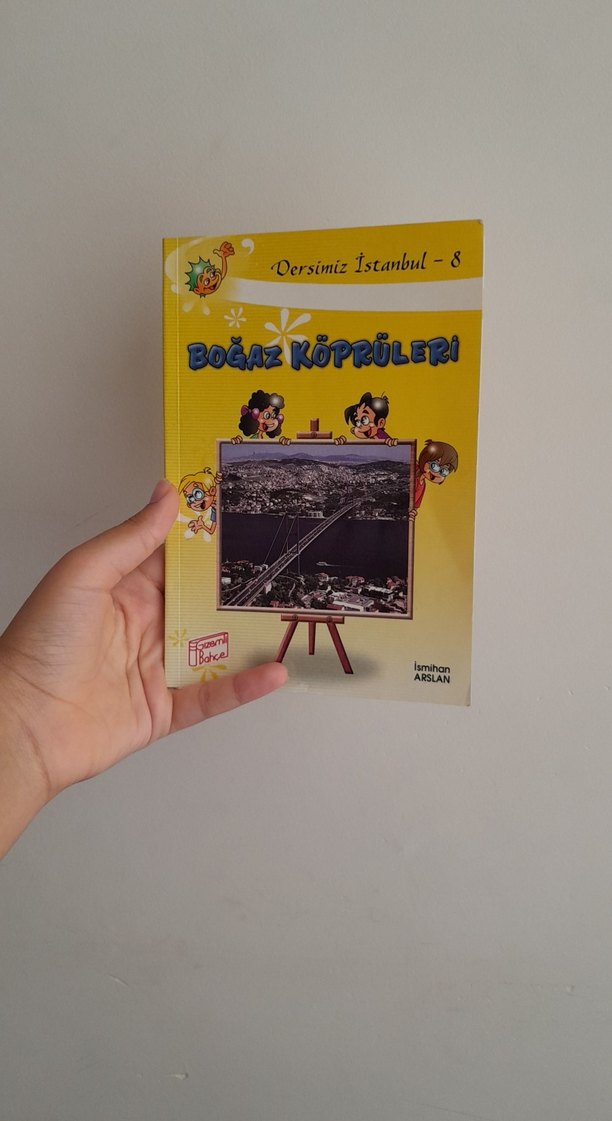 Dersimiz İstanbul - 8
BOĞAZ KÖPRÜLERİ
Gizemli
Bahçe
İsmihan
ARSLAN